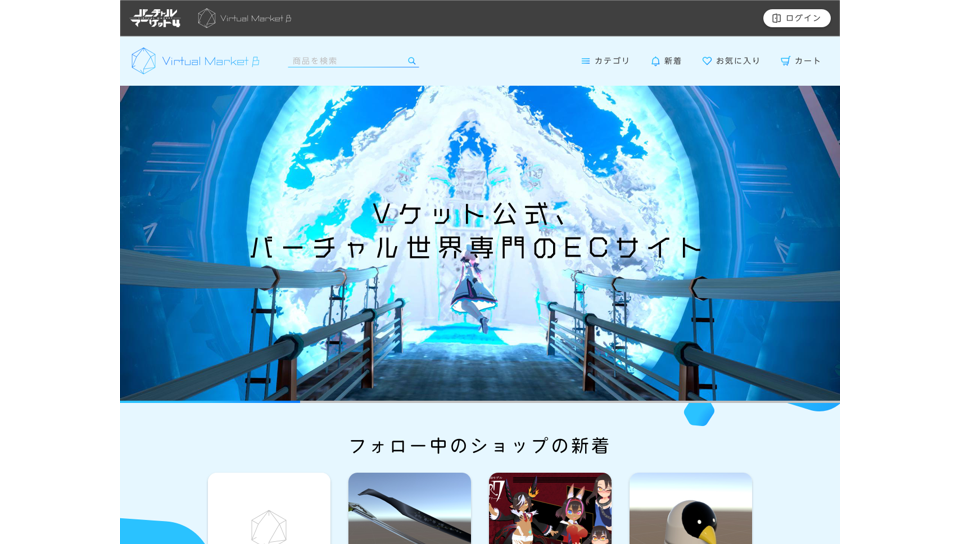 バーチャル
マーケット4
Virtual Market β
ログイン
Virtual Market β
商品を検索
カテゴリ
新着
お気に入り
カート
Vケット公式、
バーチャル世界専門のECサイト
フォロー中のショップの新着